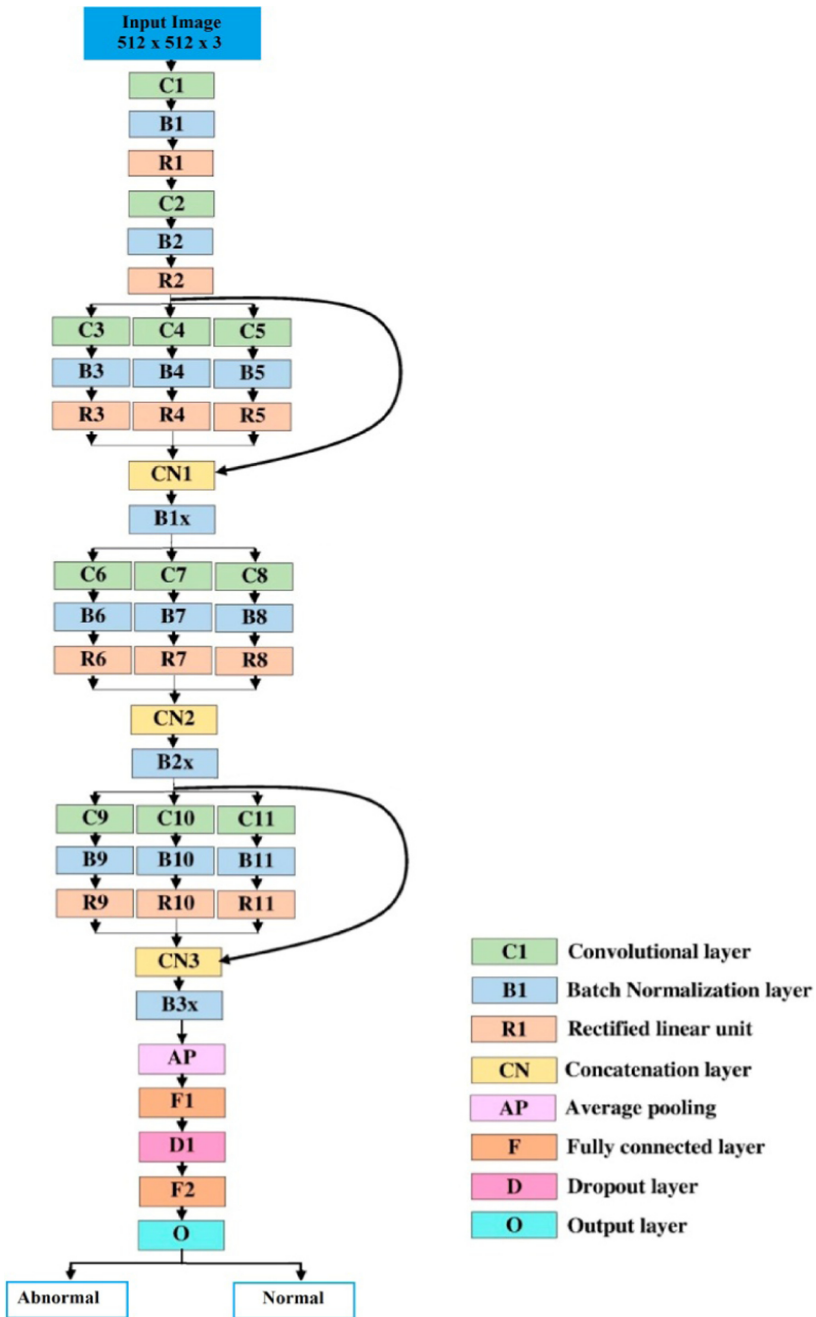 Input Image
512 x 512 x 3
C1
B1
R1
C2
B2
R2
C3 C4 C5
B3 B4 B5
R3 R4 R5
CN1
B1x
C6 C7 C8
B6 B7 B8
R6 R7 R8
CN2
B2x
C9 C10 C11
B9 B10 B11
R9 R10 R11
CN3
B3x
AP
F1
D1
F2
O
Abnormal Normal
C1 Convolutional layer
B1 Batch Normalization layer
R1 Rectified linear unit
CN Concatenation layer
AP Average pooling
F Fully connected layer
D Dropout layer
O Output layer